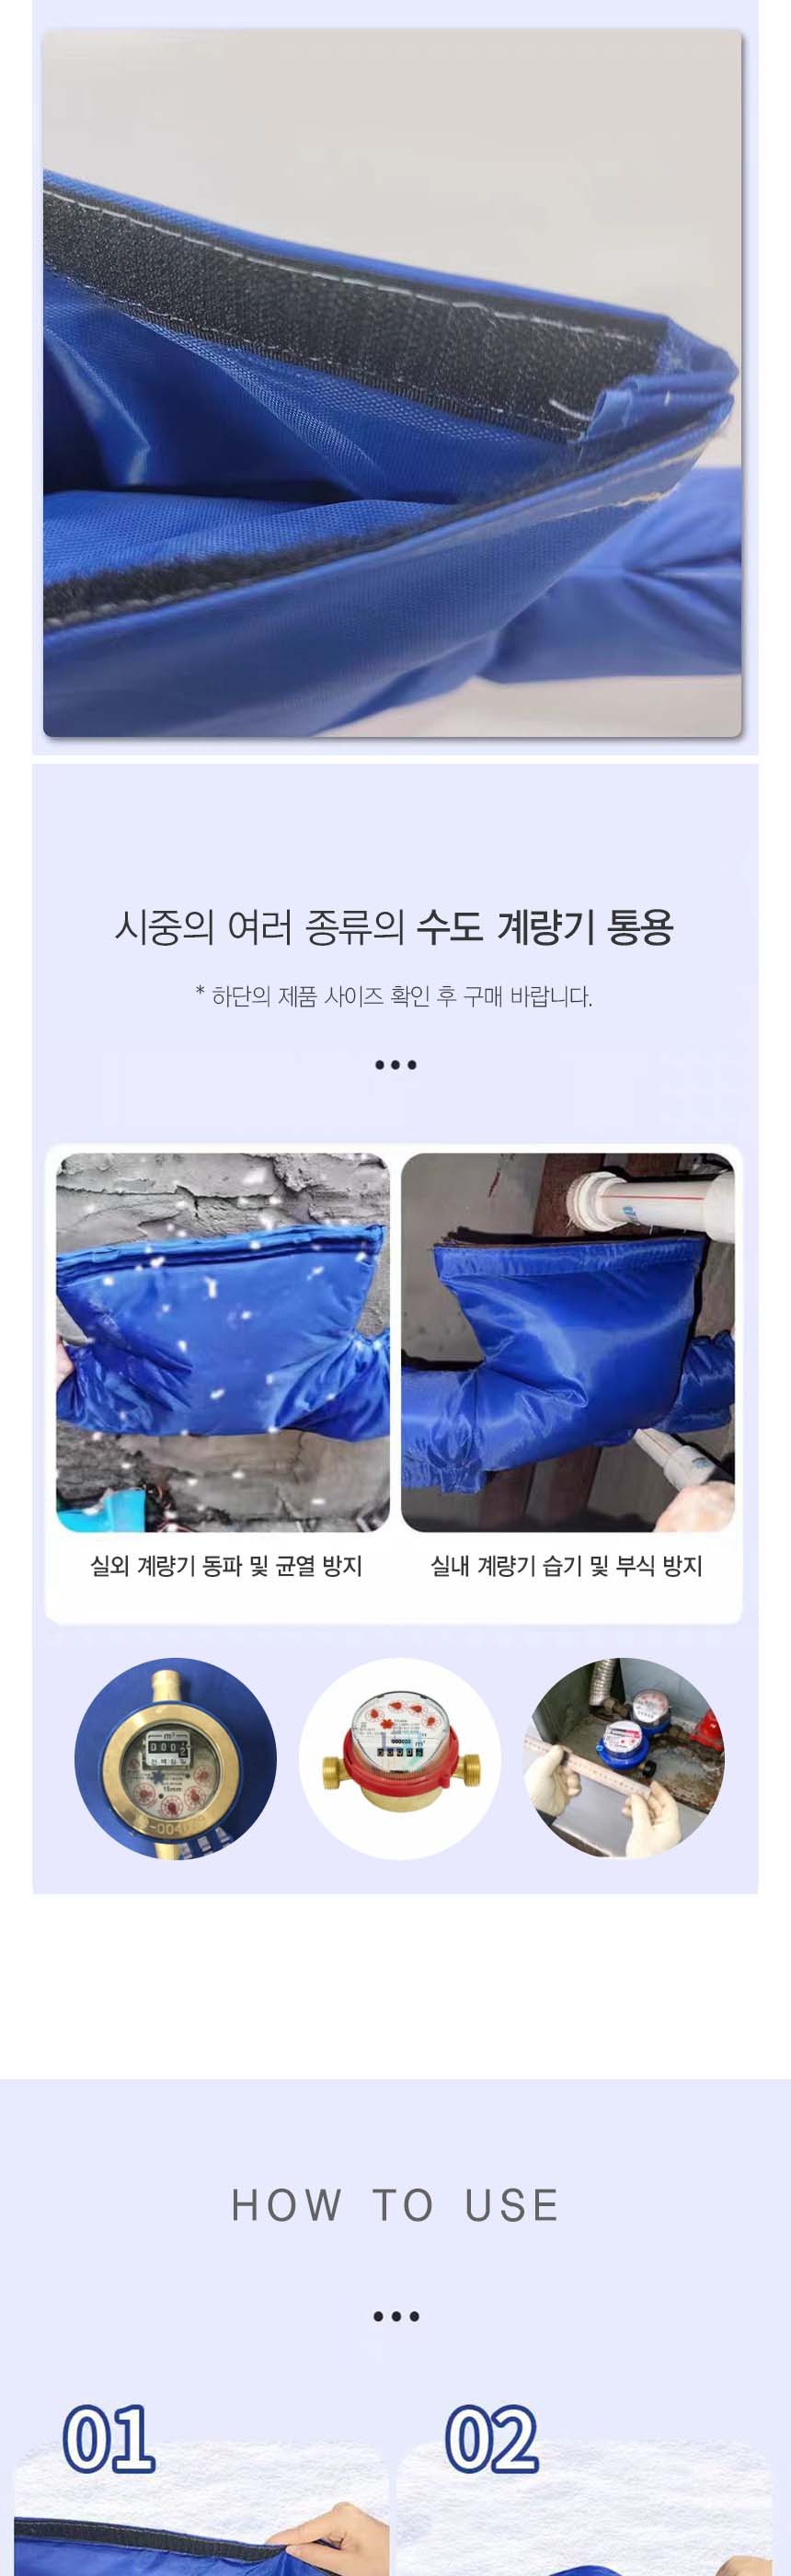 시중의 여러 종류의 수도 계량기 통용
* 하단의 제품 사이즈 확인 후 구매 바랍니다.
실외 계량기 동파 및 균열 방지
실내 계량기 습기 및 부식 방지
m³
0002
15mm
HOW TO USE
01
02